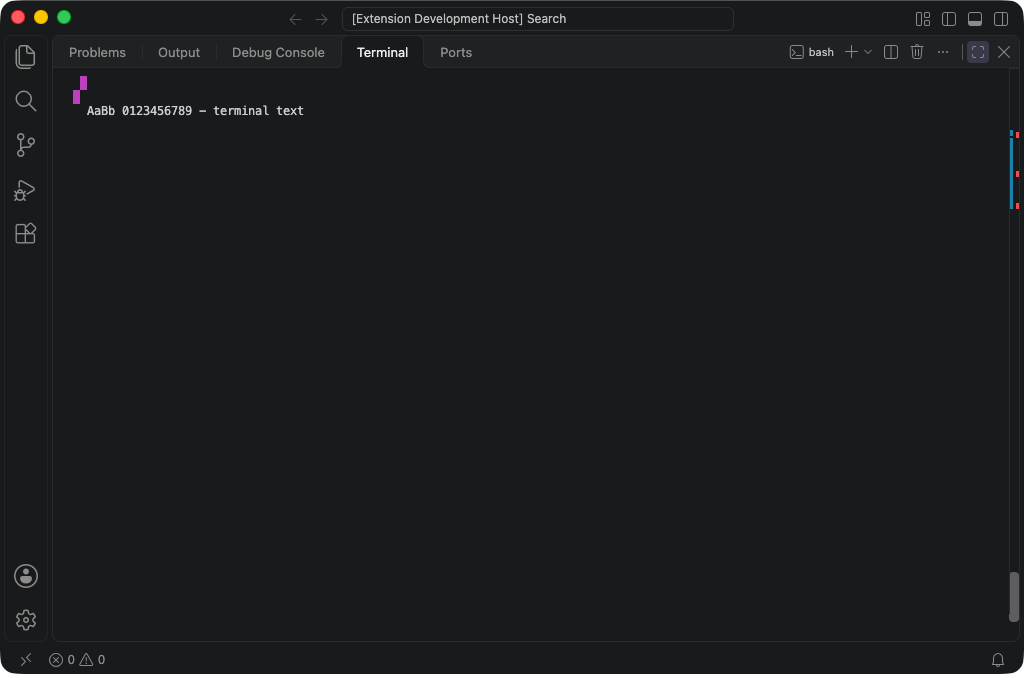 [Extension Development Host] Search
Problems Output Debug Console Terminal Ports bash
AaBb 0123456789 – terminal text
0 0